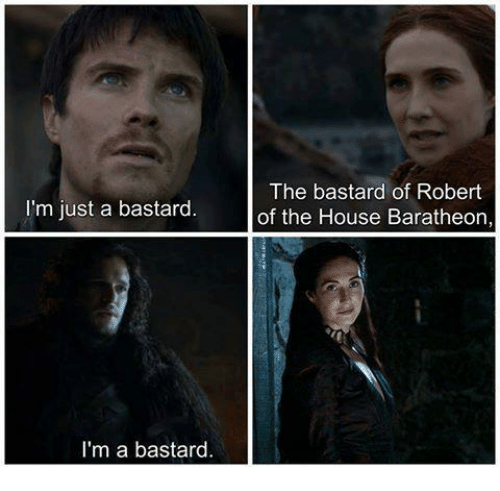 I'm just a bastard.
The bastard of Robert
of the House Baratheon,
I'm a bastard.